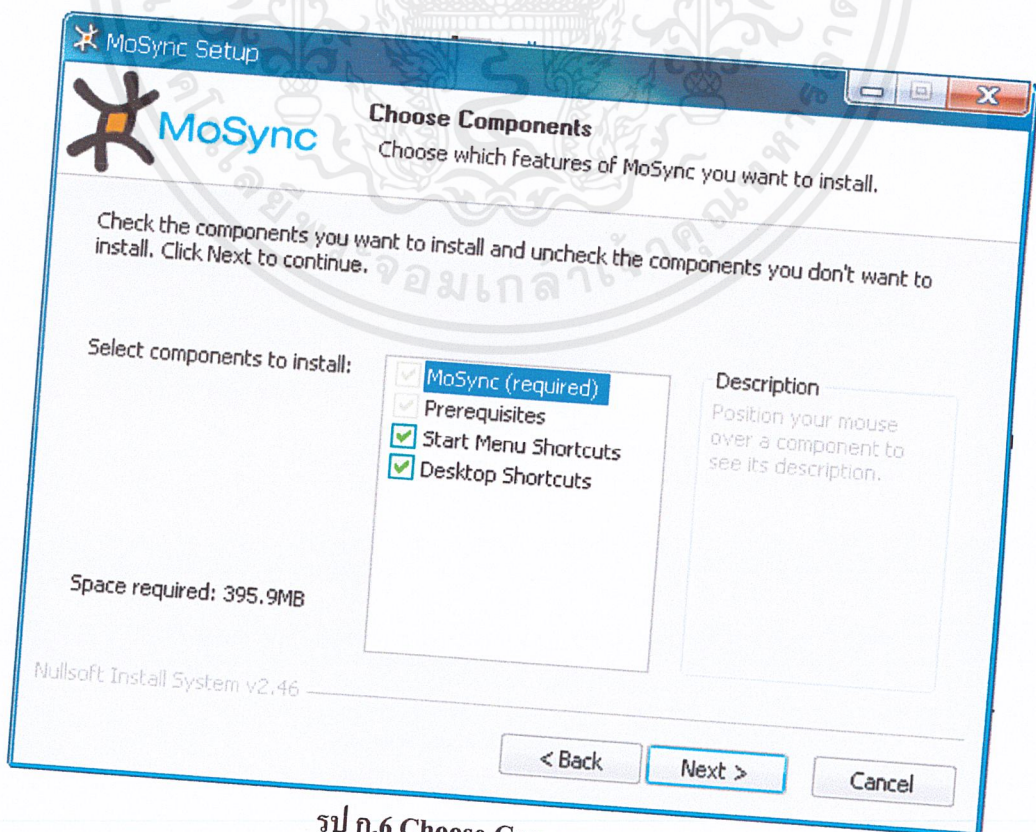 MoSync Setup
MoSync
Choose Components
Choose which features of MoSync you want to install.
Check the components you want to install and uncheck the components you don't want to
install. Click Next to continue.
Select components to install:
MoSync (required)
Prerequisites
Start Menu Shortcuts
Desktop Shortcuts
Description
Position your mouse
over a component to
see its description.
Space required: 395.9MB
Nullsoft Install System v2.46
< Back
Next >
Cancel
รูป ก.6 Choose